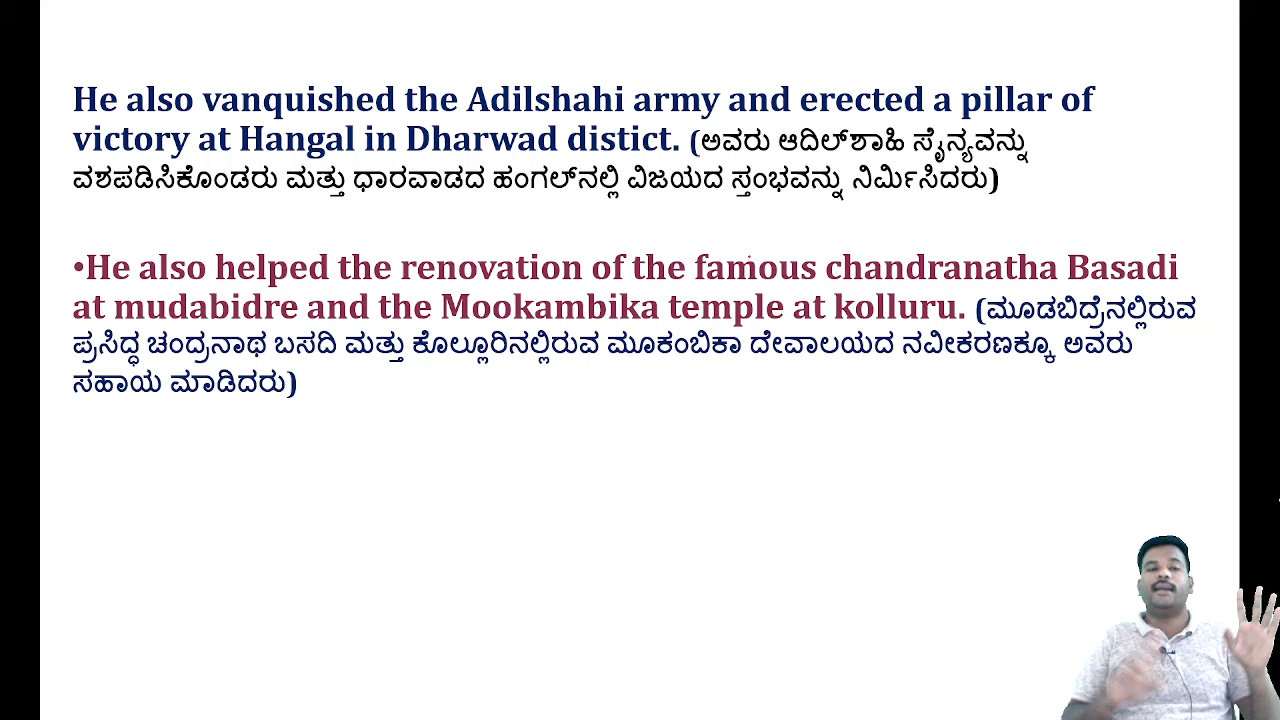 He also vanquished the Adilshahi army and erected a pillar of
victory at Hangal in Dharwad distict. (ಅವರು ಆದಿಲ್‌ಶಾಹಿ ಸೈನ್ಯವನ್ನು
ವಶಪಡಿಸಿಕೊಂಡರು ಮತ್ತು ಧಾರವಾಡದ ಹಂಗಲ್‌ನಲ್ಲಿ ವಿಜಯದ ಸ್ತಂಭವನ್ನು ನಿರ್ಮಿಸಿದರು)
•He also helped the renovation of the famous chandranatha Basadi
at mudabidre and the Mookambika temple at kolluru. (ಮೂಡಬಿದ್ರೆನಲ್ಲಿರುವ
ಪ್ರಸಿದ್ಧ ಚಂದ್ರನಾಥ ಬಸದಿ ಮತ್ತು ಕೊಲ್ಲೂರಿನಲ್ಲಿರುವ ಮೂಕಂಬಿಕಾ ದೇವಾಲಯದ ನವೀಕರಣಕ್ಕೂ ಅವರು
ಸಹಾಯ ಮಾಡಿದರು)